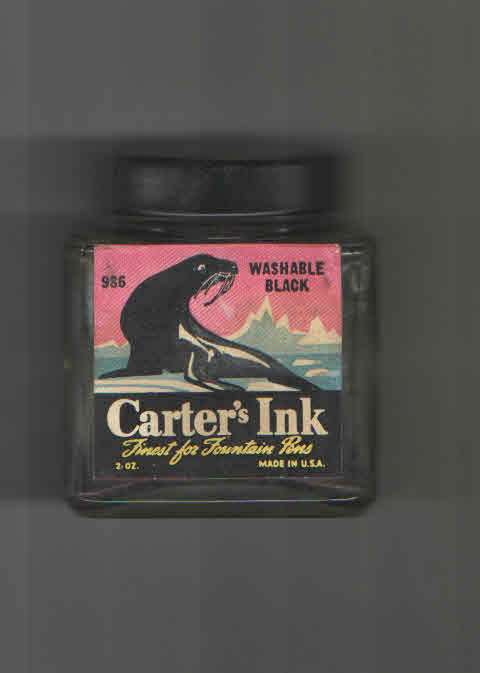 986
WASHABLE
BLACK
Carter's Ink
Finest for Fountain Pens
2 OZ.
MADE IN U.S.A.